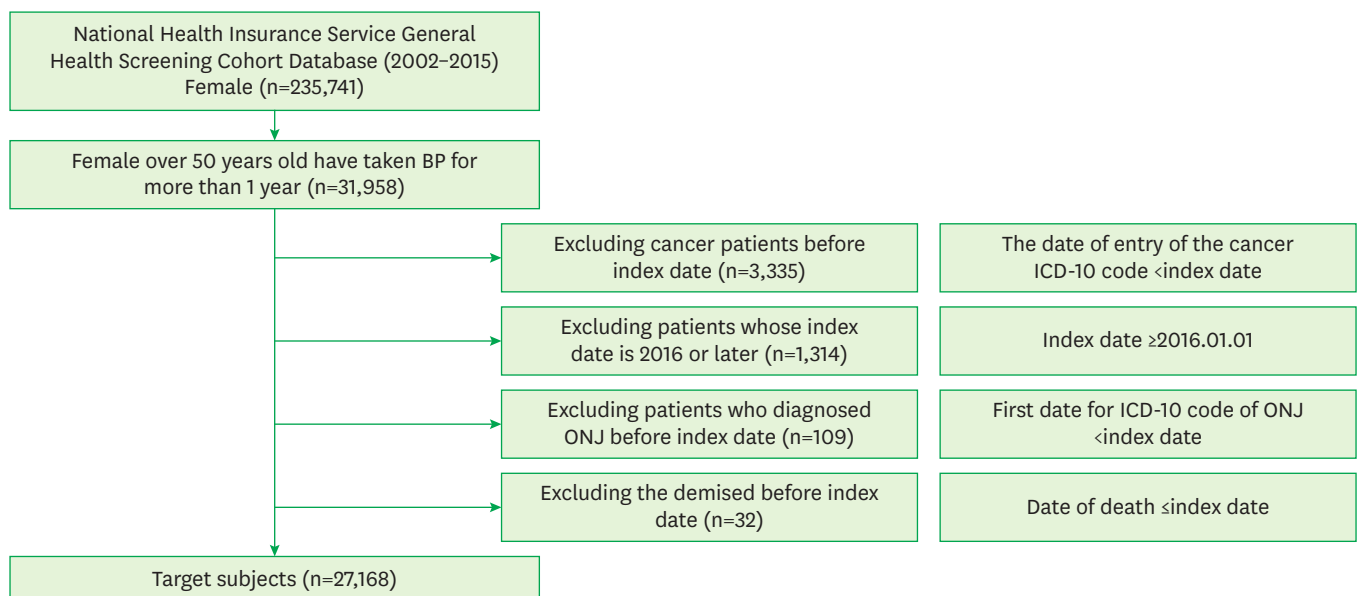 National Health Insurance Service General
Health Screening Cohort Database (2002–2015)
Female (n=235,741)
Female over 50 years old have taken BP for
more than 1 year (n=31,958)
Excluding cancer patients before
index date (n=3,335)
The date of entry of the cancer
ICD-10 code <index date
Excluding patients whose index
date is 2016 or later (n=1,314)
Index date ≥2016.01.01
Excluding patients who diagnosed
ONJ before index date (n=109)
First date for ICD-10 code of ONJ
<index date
Excluding the demised before index
date (n=32)
Date of death ≤index date
Target subjects (n=27,168)